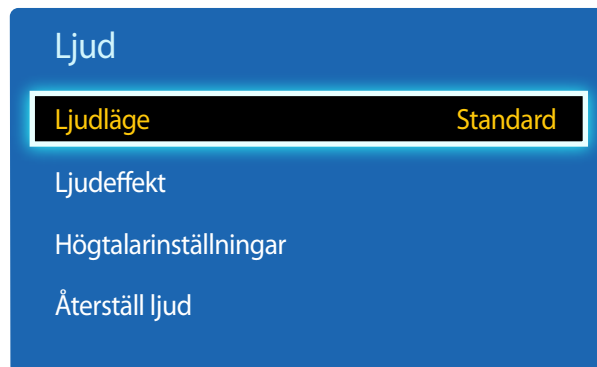 Ljud
Ljudläge Standard
Ljudeffekt
Högtalarinställningar
Återställ ljud